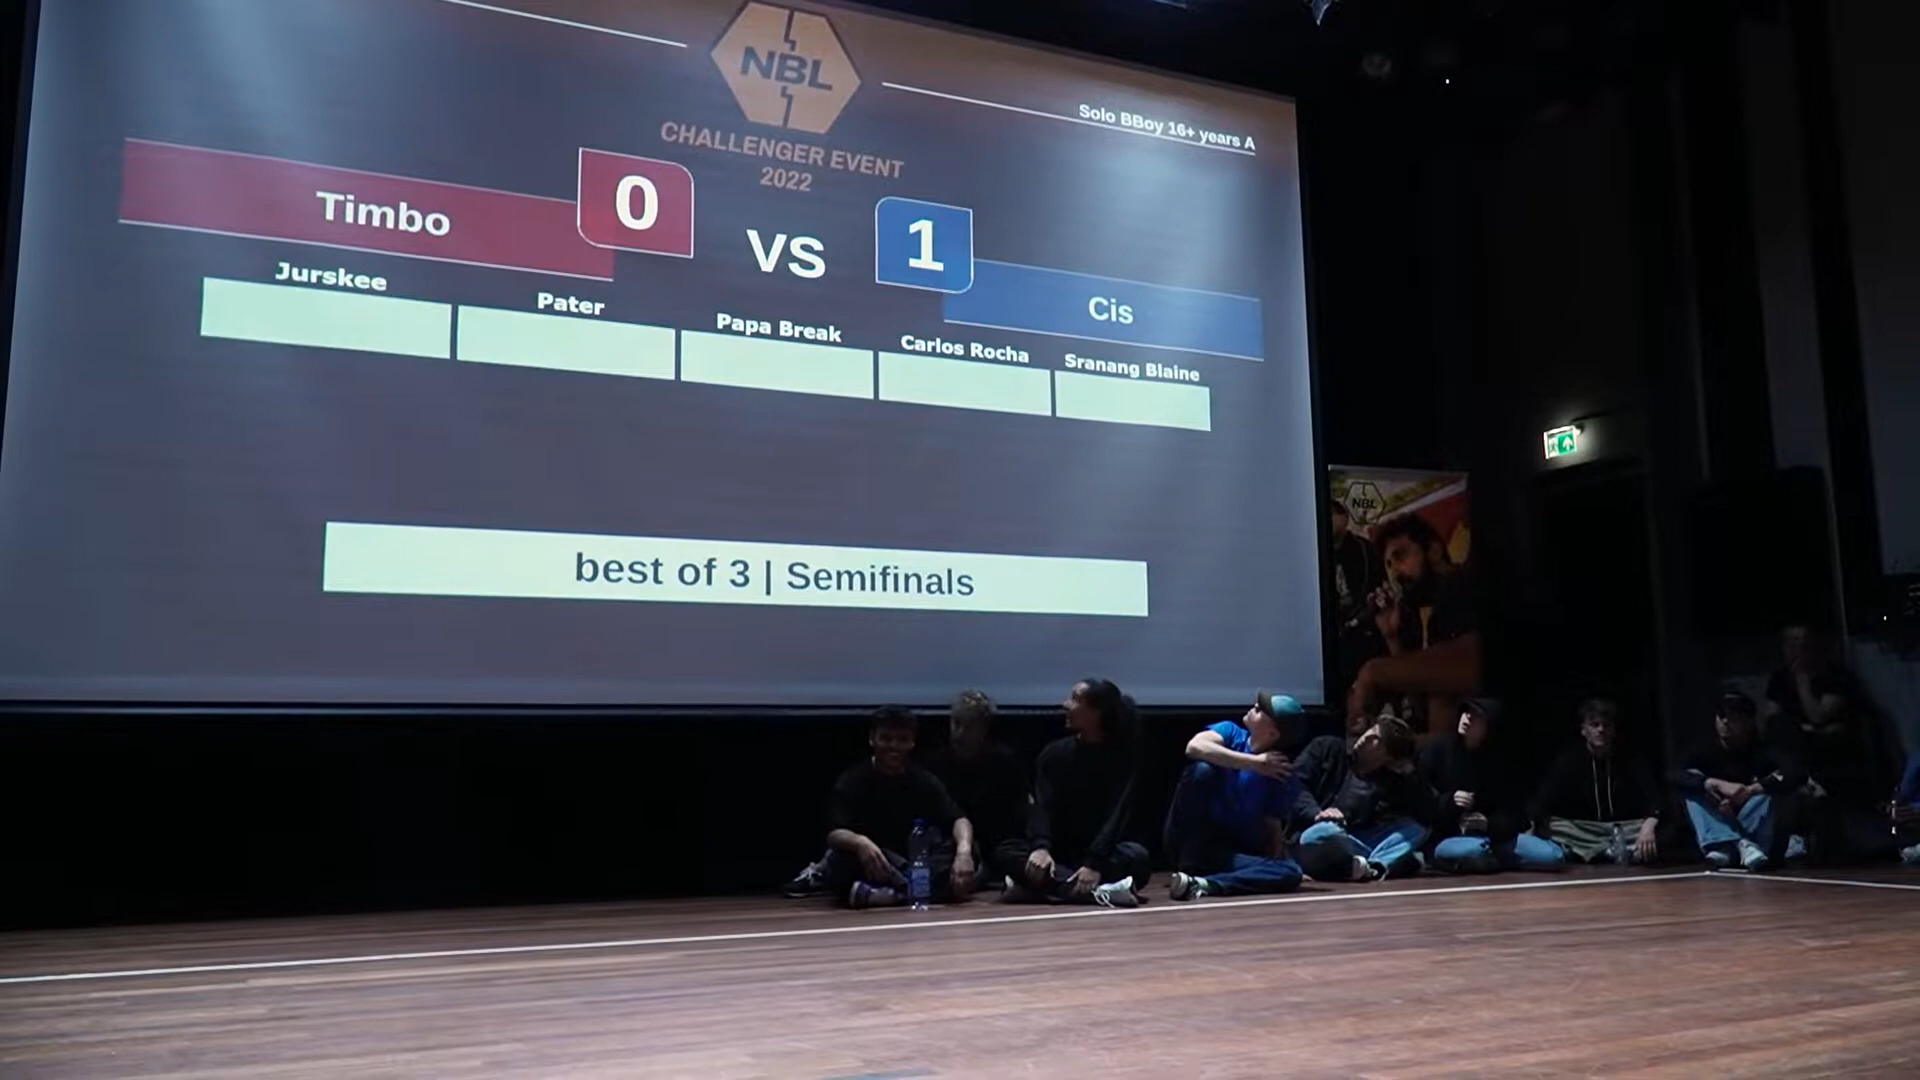 NBL
CHALLENGER EVENT
2022
Solo BBoy 16+ years A
Timbo
0
VS
1
Cis
Jurskee
Pater
Papa Break
Carlos Rocha
Sranang Blaine
best of 3 | Semifinals
NBL